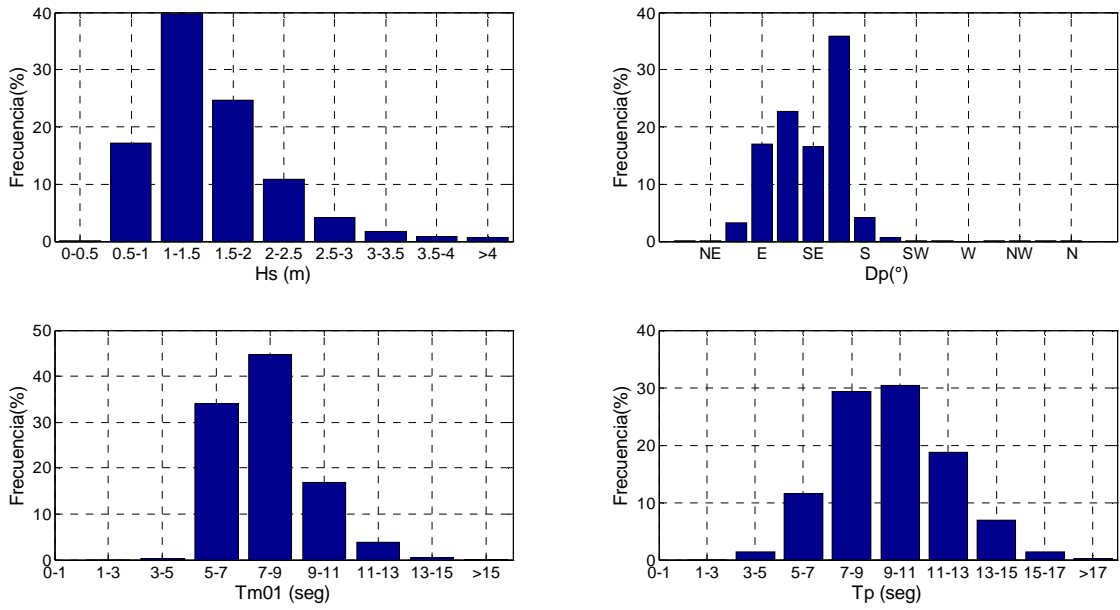 40
30
20
10
0
Frecuencia(%)
0-0.5 0.5-1 1-1.5 1.5-2 2-2.5 2.5-3 3-3.5 3.5-4 >4
Hs (m)
40
30
20
10
0
Frecuencia(%)
NE E SE S SW W NW N
Dp(°)
50
40
30
20
10
0
Frecuencia(%)
0-1 1-3 3-5 5-7 7-9 9-11 11-13 13-15 >15
Tm01 (seg)
40
30
20
10
0
Frecuencia(%)
0-1 1-3 3-5 5-7 7-9 9-11 11-13 13-15 15-17 >17
Tp (seg)